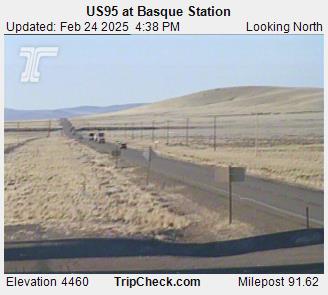 US95 at Basque Station
Updated: Feb 24 2025 4:38 PM Looking North
Elevation 4460 TripCheck.com Milepost 91.62